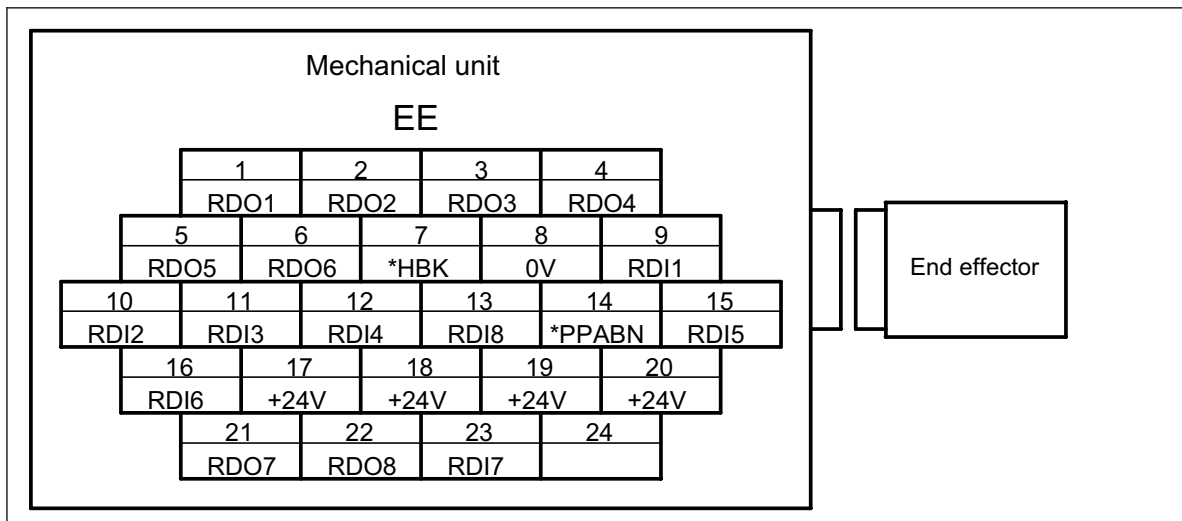 Mechanical unit
EE
1 2 3 4
RDO1 RDO2 RDO3 RDO4
5 6 7 8 9
RDO5 RDO6 *HBK 0V RDI1
End effector
10 11 12 13 14 15
RDI2 RDI3 RDI4 RDI8 *PPABN RDI5
16 17 18 19 20
RDI6 +24V +24V +24V +24V
21 22 23 24
RDO7 RDO8 RDI7